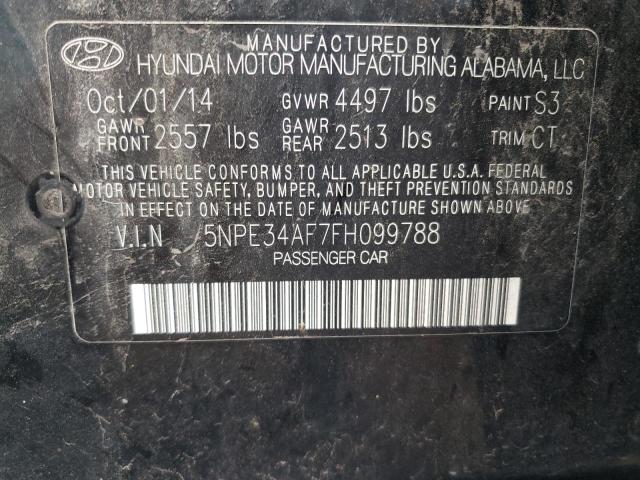 MANUFACTURED BY
HYUNDAI MOTOR MANUFACTURING ALABAMA, LLC
Oct/01/14 GVWR 4497 lbs PAINT S3
GAWR FRONT 2557 lbs GAWR REAR 2513 lbs TRIM CT
THIS VEHICLE CONFORMS TO ALL APPLICABLE U.S.A. FEDERAL
MOTOR VEHICLE SAFETY, BUMPER, AND THEFT PREVENTION STANDARDS
IN EFFECT ON THE DATE OF MANUFACTURE SHOWN ABOVE.
V.I.N 5NPE34AF7FH099788
PASSENGER CAR